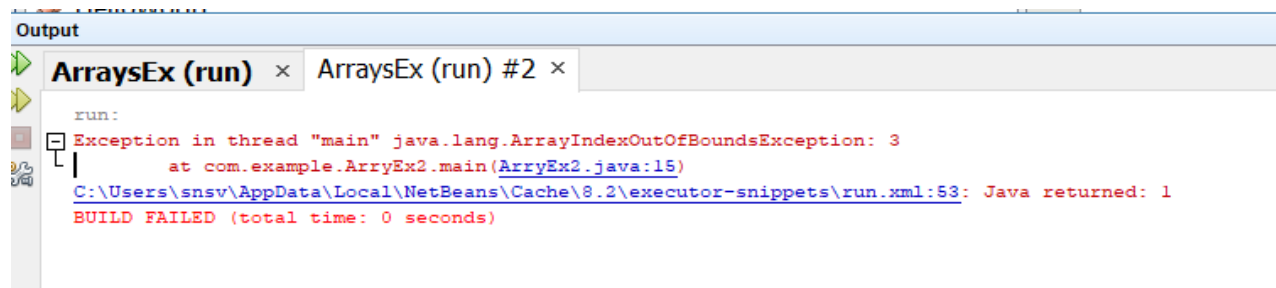 Output
ArraysEx (run) × ArraysEx (run) #2 ×
run:
Exception in thread "main" java.lang.ArrayIndexOutOfBoundsException: 3
at com.example.ArryEx2.main(ArryEx2.java:15)
C:\Users\snsv\AppData\Local\NetBeans\Cache\8.2\executor-snippets\run.xml:53: Java returned: 1
BUILD FAILED (total time: 0 seconds)